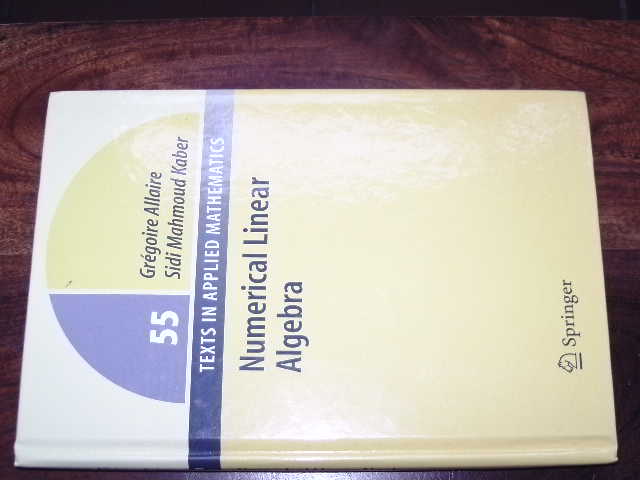 Grégoire Allaire
Sidi Mahmoud Kaber
55
TEXTS IN APPLIED MATHEMATICS
Numerical Linear
Algebra
Springer